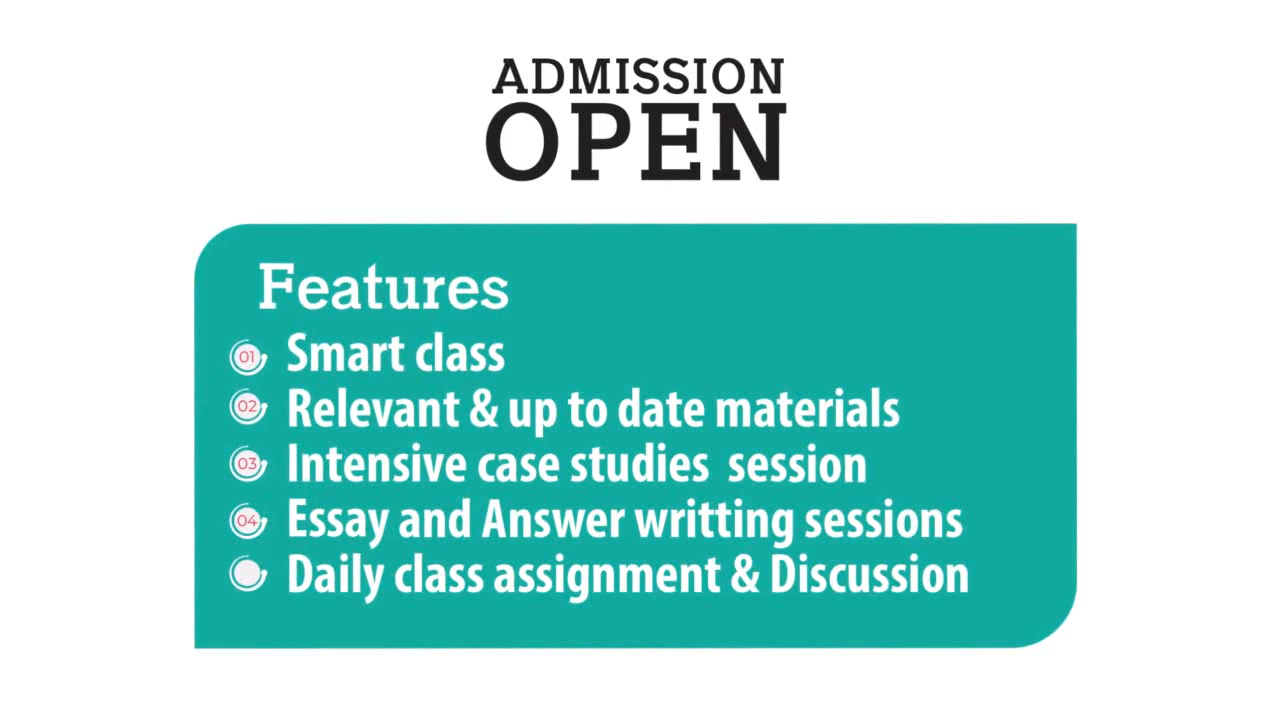 ADMISSION
OPEN
Features
01 Smart class
02 Relevant & up to date materials
03 Intensive case studies session
04 Essay and Answer writting sessions
Daily class assignment & Discussion